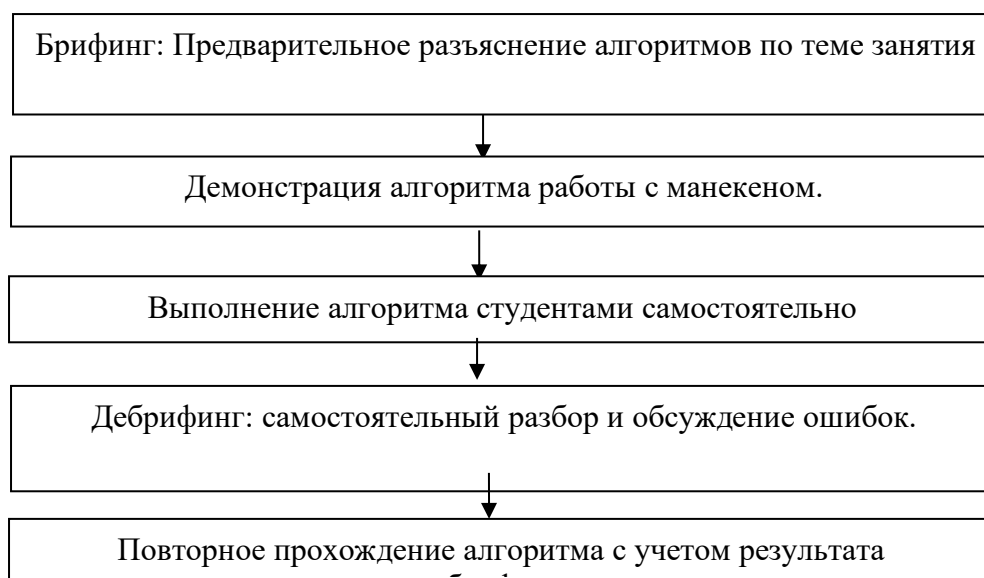 Брифинг: Предварительное разъяснение алгоритмов по теме занятия
Демонстрация алгоритма работы с манекеном.
Выполнение алгоритма студентами самостоятельно
Дебрифинг: самостоятельный разбор и обсуждение ошибок.
Повторное прохождение алгоритма с учетом результата